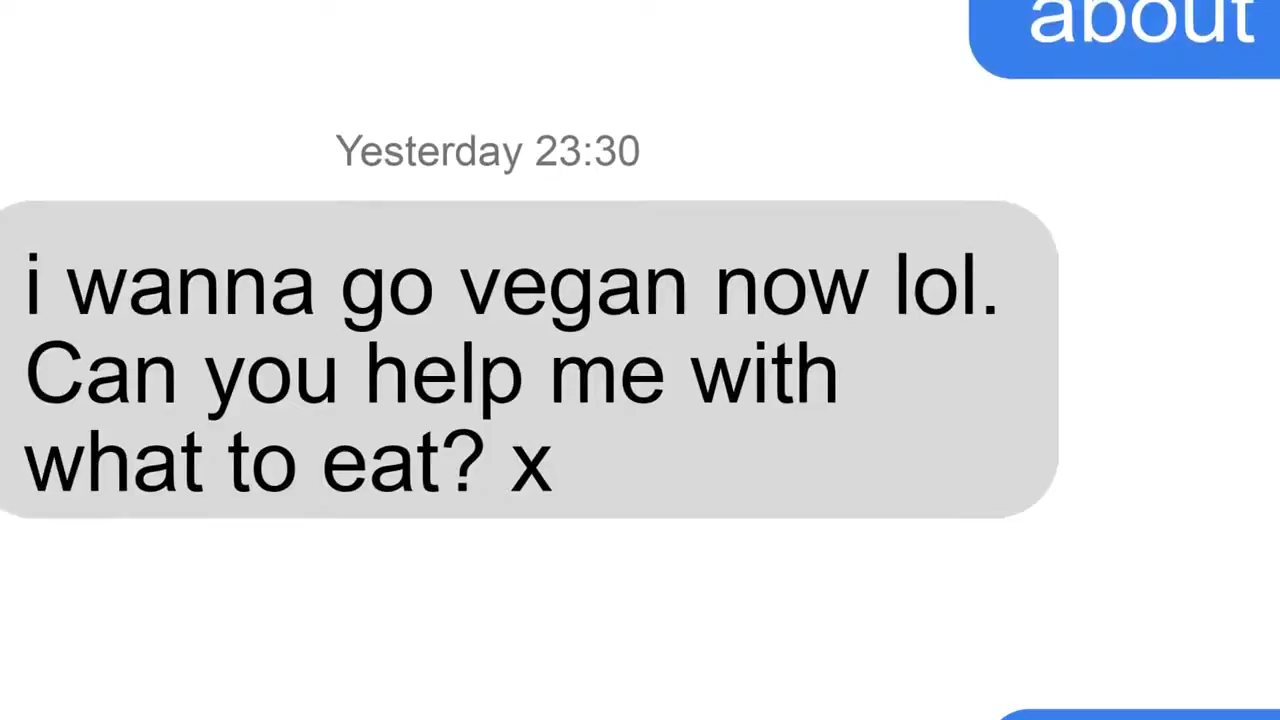 about
Yesterday 23:30
i wanna go vegan now lol.
Can you help me with
what to eat? x